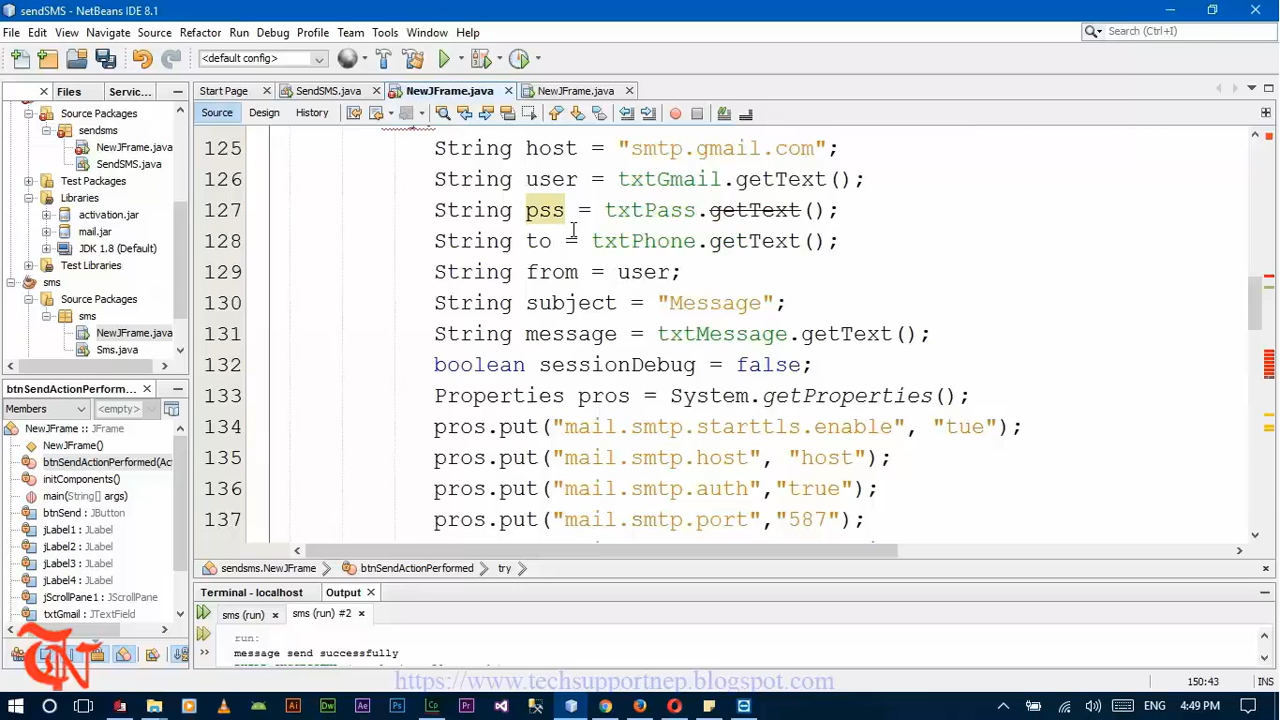 sendSMS - NetBeans IDE 8.1
File Edit View Navigate Source Refactor Run Debug Profile Team Tools Window Help
Search (Ctrl+I)
<default config>
Files Servic...
Start Page SendSMS.java NewJFrame.java NewJFrame.java
Source Design History
Source Packages
sendsms
NewJFrame.java
SendSMS.java
Test Packages
Libraries
activation.jar
mail.jar
JDK 1.8 (Default)
Test Libraries
sms
Source Packages
sms
NewJFrame.java
Sms.java
125 String host = "smtp.gmail.com";
126 String user = txtGmail.getText();
127 String pss = txtPass.getText();
128 String to = txtPhone.getText();
129 String from = user;
130 String subject = "Message";
131 String message = txtMessage.getText();
132 boolean sessionDebug = false;
133 Properties pros = System.getProperties();
134 pros.put("mail.smtp.starttls.enable", "tue");
135 pros.put("mail.smtp.host", "host");
136 pros.put("mail.smtp.auth","true");
137 pros.put("mail.smtp.port","587");
btnSendActionPerform...
Members <empty>
NewJFrame :: JFrame
NewJFrame()
btnSendActionPerformed(Act
initComponents()
main(String[] args)
btnSend : JButton
jLabel1 : JLabel
jLabel2 : JLabel
jLabel3 : JLabel
jLabel4 : JLabel
jScrollPane1 : JScrollPane
txtGmail : JTextField
sendsms.NewJFrame btnSendActionPerformed try
Terminal - localhost Output
sms (run) sms (run) #2
run:
message send successfully
https://www.techsupportnep.blogspot.com
150:43 INS
ENG 4:49 PM